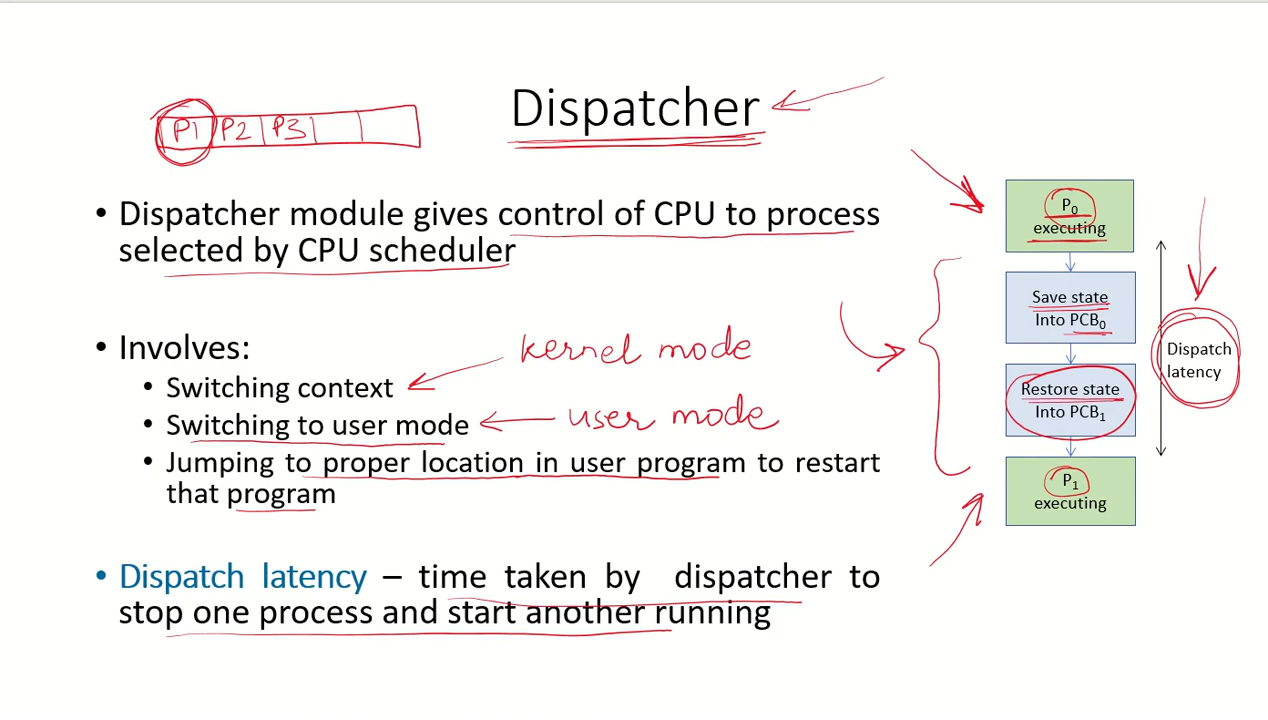 Dispatcher
P1 P2 P3
• Dispatcher module gives control of CPU to process
selected by CPU scheduler
• Involves:
kernel mode
• Switching context
• Switching to user mode
user mode
• Jumping to proper location in user program to restart
that program
• Dispatch latency – time taken by dispatcher to
stop one process and start another running
P₀
executing
Save state
Into PCB₀
Restore state
Into PCB₁
P₁
executing
Dispatch
latency